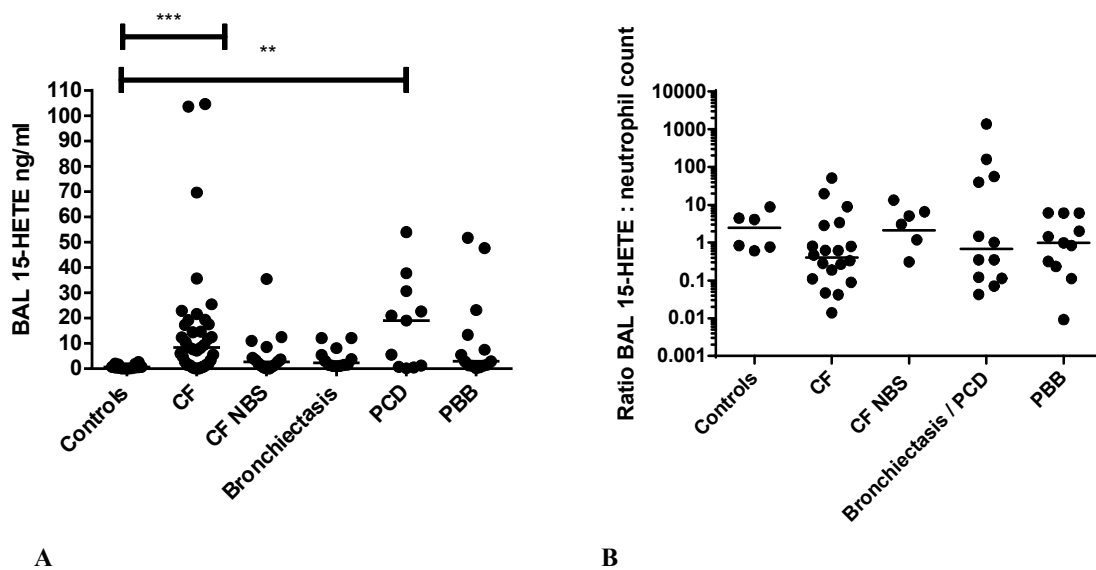 ***
**
BAL 15-HETE ng/ml
110
100
90
80
70
60
50
40
30
20
10
0
Controls
CF
CF NBS
Bronchiectasis
PCD
PBB
A
Ratio BAL 15-HETE : neutrophil count
10000
1000
100
10
1
0.1
0.01
0.001
Controls
CF
CF NBS
Bronchiectasis / PCD
PBB
B